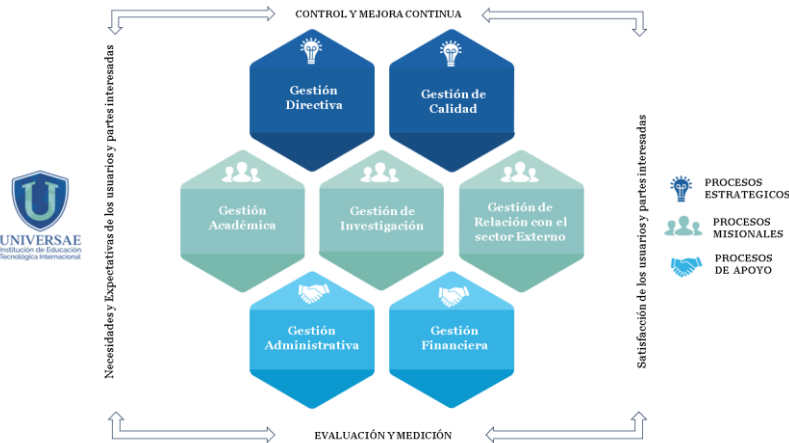 CONTROL Y MEJORA CONTINUA
Necesidades y Expectativas de los usuarios y partes interesadas
Gestión
Directiva
Gestión de
Calidad
Gestión
Académica
Gestión de
Investigación
Gestión de
Relación con el
sector Externo
Gestión
Administrativa
Gestión
Financiera
Satisfacción de los usuarios y partes interesadas
EVALUACIÓN Y MEDICIÓN
U
UNIVERSAE
Institución de Educación
Tecnológica Internacional
PROCESOS
ESTRATEGICOS
PROCESOS
MISIONALES
PROCESOS
DE APOYO